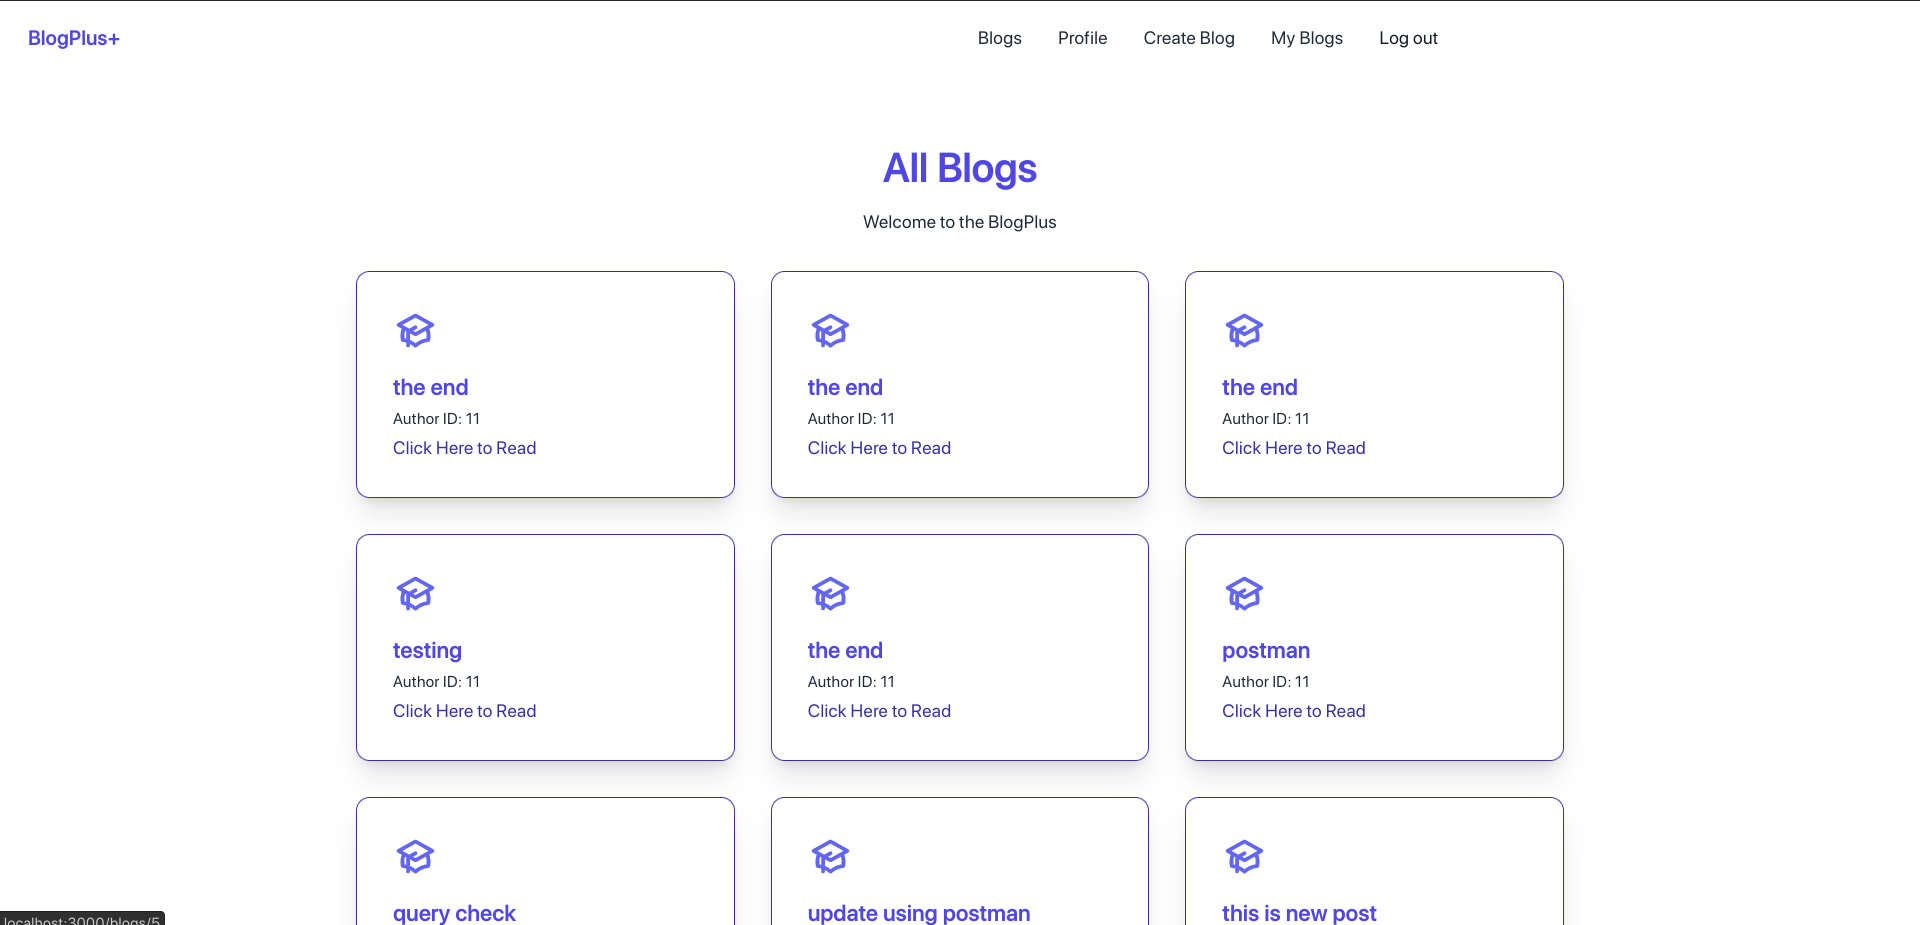 BlogPlus+
Blogs Profile Create Blog My Blogs Log out
All Blogs
Welcome to the BlogPlus
the end
Author ID: 11
Click Here to Read
the end
Author ID: 11
Click Here to Read
the end
Author ID: 11
Click Here to Read
testing
Author ID: 11
Click Here to Read
the end
Author ID: 11
Click Here to Read
postman
Author ID: 11
Click Here to Read
query check
update using postman
this is new post
localhost:3000/blogs/5